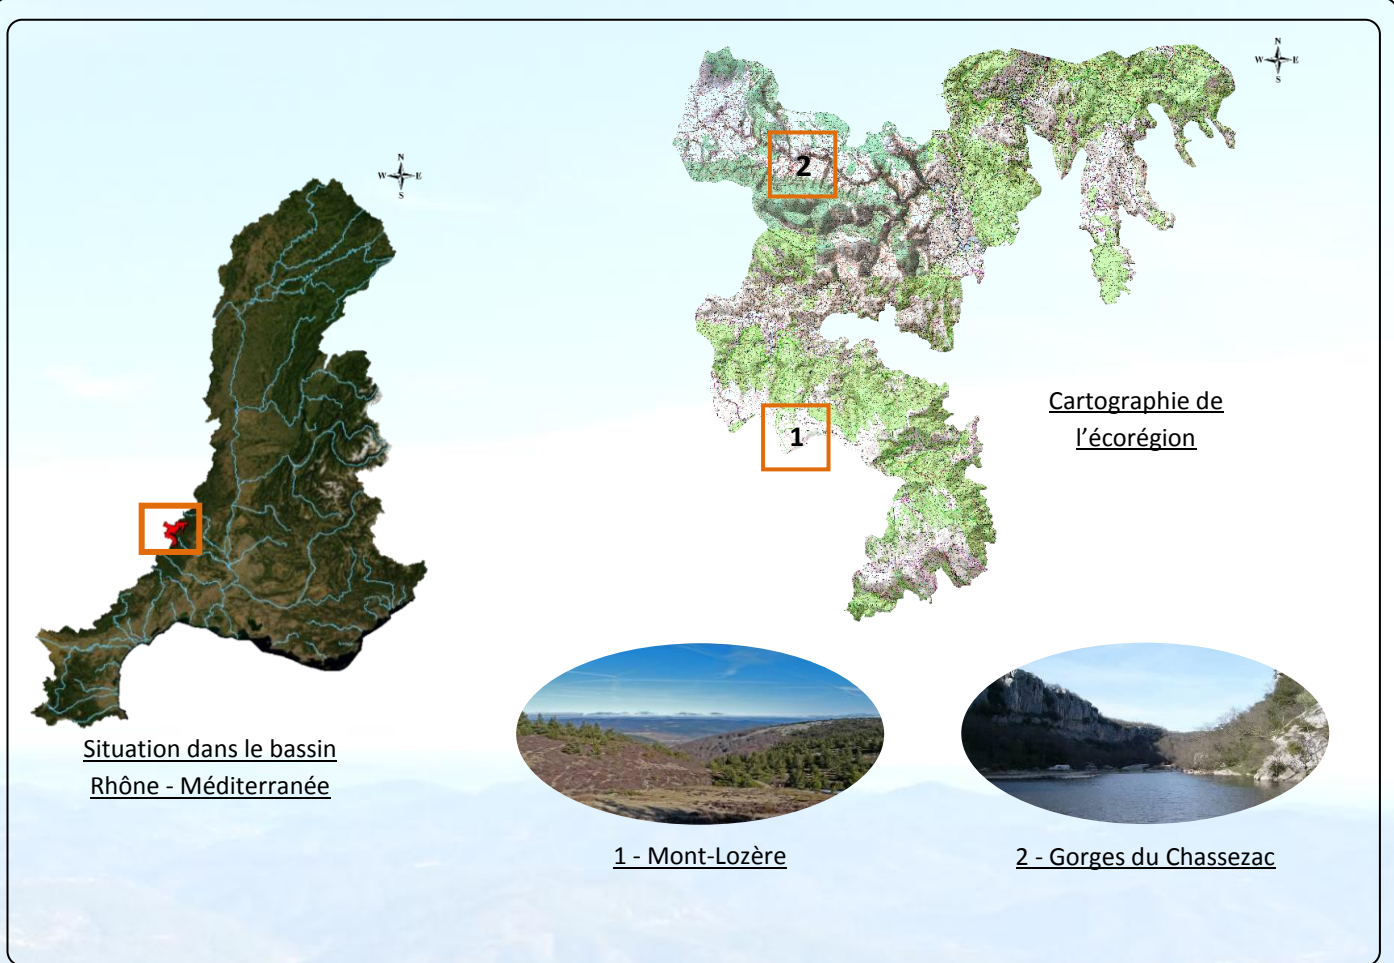 N
W E
S
N
W E
S
2
1
Cartographie de
l'écorégion
Situation dans le bassin
Rhône - Méditerranée
1 - Mont-Lozère
2 - Gorges du Chassezac